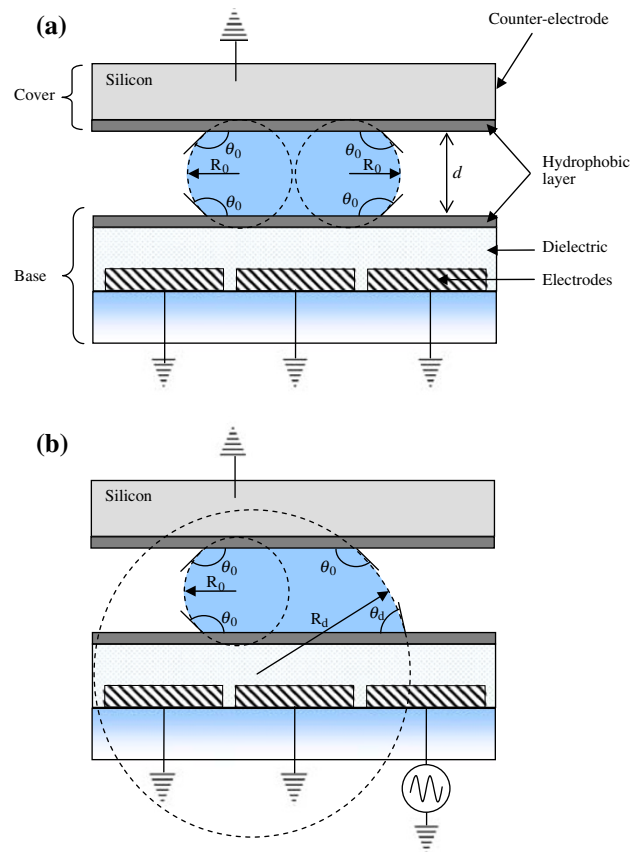 (a)
Counter-electrode
Silicon
Cover
θ0
θ0
R0
R0
d
Hydrophobic
layer
θ0
θ0
Base
Dielectric
Electrodes
(b)
Silicon
θ0
θ0
R0
θ0
Rd
θd